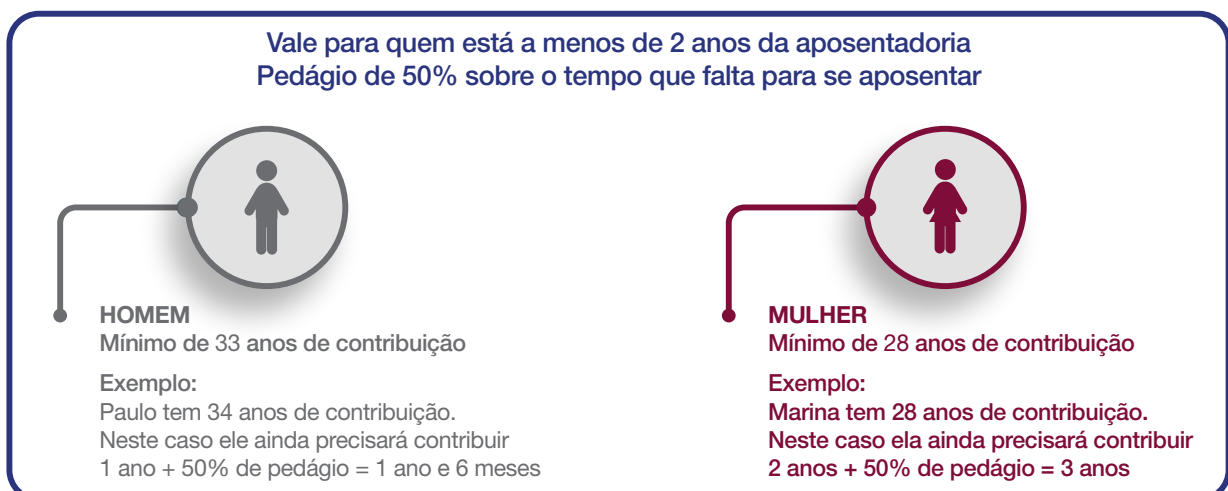 Vale para quem está a menos de 2 anos da aposentadoria
Pedágio de 50% sobre o tempo que falta para se aposentar
HOMEM
Mínimo de 33 anos de contribuição
Exemplo:
Paulo tem 34 anos de contribuição.
Neste caso ele ainda precisará contribuir
1 ano + 50% de pedágio = 1 ano e 6 meses
MULHER
Mínimo de 28 anos de contribuição
Exemplo:
Marina tem 28 anos de contribuição.
Neste caso ela ainda precisará contribuir
2 anos + 50% de pedágio = 3 anos